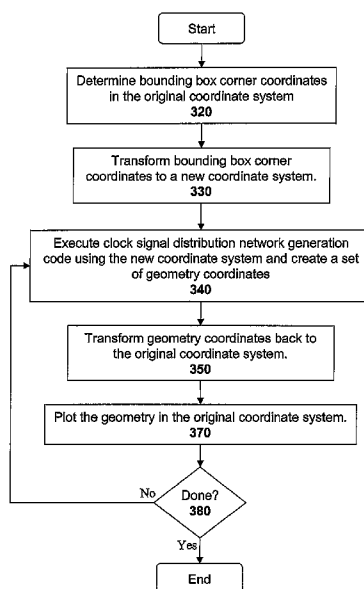 Start
Determine bounding box corner coordinates
in the original coordinate system
320
Transform bounding box corner
coordinates to a new coordinate system.
330
Execute clock signal distribution network generation
code using the new coordinate system and create a set
of geometry coordinates
340
Transform geometry coordinates back to
the original coordinate system.
350
Plot the geometry in the original coordinate system.
370
No
Done?
380
Yes
End